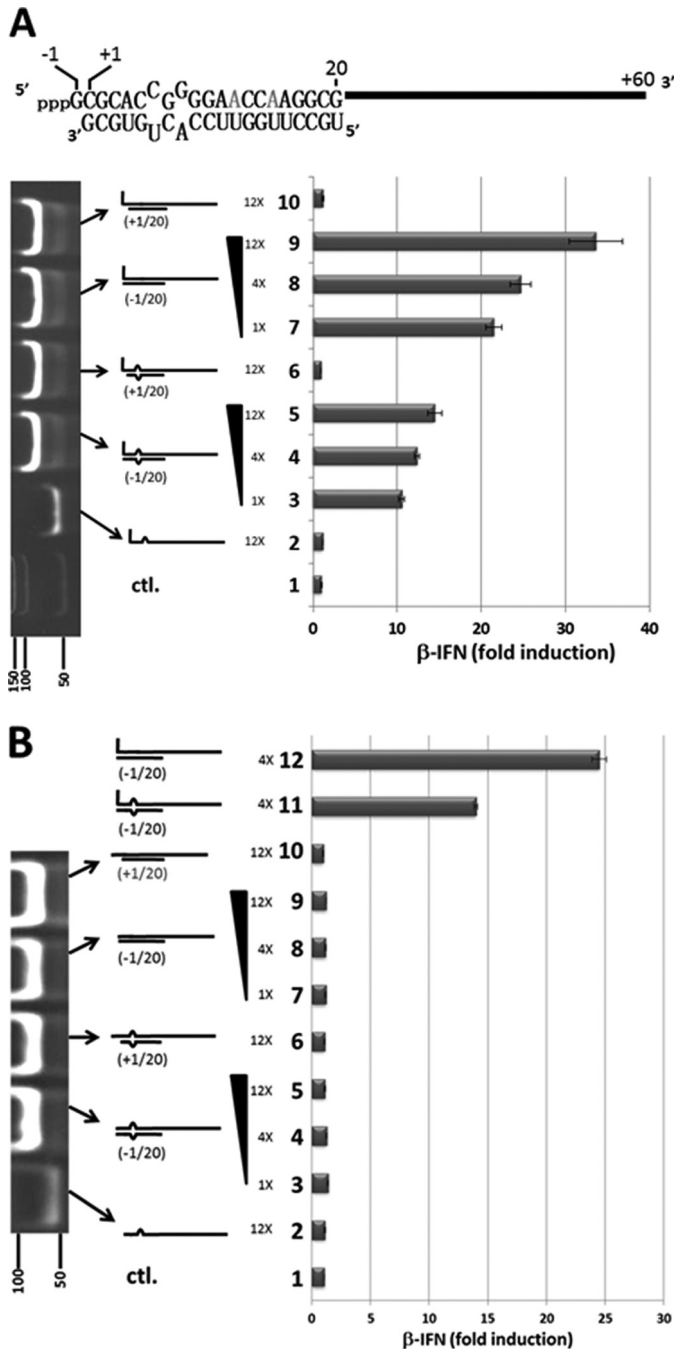 A
-1 +1 20 +60 3'
5' pppGCGCACCGGGGAACCAAGGCG
3'GCGUGUCACCUUGGUUCCGU 5'
(+1/20) 12X 10
12X 9
(-1/20) 4X 8
1X 7
(+1/20) 12X 6
12X 5
(-1/20) 4X 4
1X 3
12X 2
ctl. 1
150 100 50
0 10 20 30 40
β-IFN (fold induction)
B
(-1/20) 4X 12
(-1/20) 4X 11
(+1/20) 12X 10
12X 9
(-1/20) 4X 8
1X 7
(+1/20) 12X 6
12X 5
(-1/20) 4X 4
1X 3
12X 2
ctl. 1
100 50
0 5 10 15 20 25 30
β-IFN (fold induction)